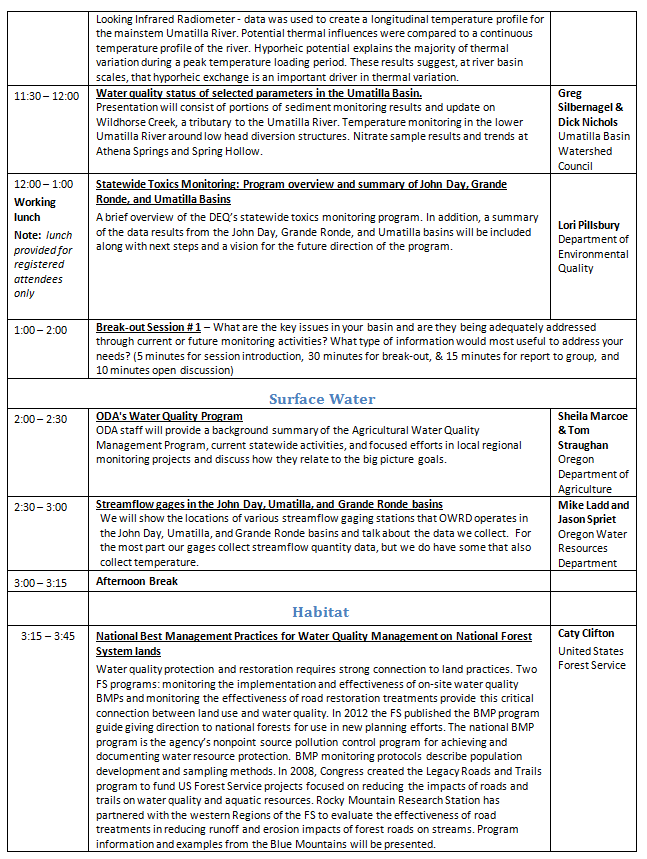 Looking Infrared Radiometer - data was used to create a longitudinal temperature profile for
the mainstem Umatilla River. Potential thermal influences were compared to a continuous
temperature profile of the river. Hyporheic potential explains the majority of thermal
variation during a peak temperature loading period. These results suggest, at river basin
scales, that hyporheic exchange is an important driver in thermal variation.
11:30 – 12:00
Water quality status of selected parameters in the Umatilla Basin.
Presentation will consist of portions of sediment monitoring results and update on
Wildhorse Creek, a tributary to the Umatilla River. Temperature monitoring in the lower
Umatilla River around low head diversion structures. Nitrate sample results and trends at
Athena Springs and Spring Hollow.
Greg
Silbernagel &
Dick Nichols
Umatilla Basin
Watershed
Council
12:00 – 1:00
Working
lunch
Note: lunch
provided for
registered
attendees
only
Statewide Toxics Monitoring: Program overview and summary of John Day, Grande
Ronde, and Umatilla Basins
A brief overview of the DEQ's statewide toxics monitoring program. In addition, a summary
of the data results from the John Day, Grande Ronde, and Umatilla basins will be included
along with next steps and a vision for the future direction of the program.
Lori Pillsbury
Department of
Environmental
Quality
1:00 – 2:00
Break-out Session # 1 – What are the key issues in your basin and are they being adequately addressed
through current or future monitoring activities? What type of information would most useful to address your
needs? (5 minutes for session introduction, 30 minutes for break-out, & 15 minutes for report to group, and
10 minutes open discussion)
Surface Water
2:00 – 2:30
ODA's Water Quality Program
ODA staff will provide a background summary of the Agricultural Water Quality
Management Program, current statewide activities, and focused efforts in local regional
monitoring projects and discuss how they relate to the big picture goals.
Sheila Marcoe
& Tom
Straughan
Oregon
Department of
Agriculture
2:30 – 3:00
Streamflow gages in the John Day, Umatilla, and Grande Ronde basins
We will show the locations of various streamflow gaging stations that OWRD operates in
the John Day, Umatilla, and Grande Ronde basins and talk about the data we collect. For
the most part our gages collect streamflow quantity data, but we do have some that also
collect temperature.
Mike Ladd and
Jason Spriet
Oregon Water
Resources
Department
3:00 – 3:15
Afternoon Break
Habitat
3:15 – 3:45
National Best Management Practices for Water Quality Management on National Forest
System lands
Water quality protection and restoration requires strong connection to land practices. Two
FS programs: monitoring the implementation and effectiveness of on-site water quality
BMPs and monitoring the effectiveness of road restoration treatments provide this critical
connection between land use and water quality. In 2012 the FS published the BMP program
guide giving direction to national forests for use in new planning efforts. The national BMP
program is the agency's nonpoint source pollution control program for achieving and
documenting water resource protection. BMP monitoring protocols describe population
development and sampling methods. In 2008, Congress created the Legacy Roads and Trails
program to fund US Forest Service projects focused on reducing the impacts of roads and
trails on water quality and aquatic resources. Rocky Mountain Research Station has
partnered with the western Regions of the FS to evaluate the effectiveness of road
treatments in reducing runoff and erosion impacts of forest roads on streams. Program
information and examples from the Blue Mountains will be presented.
Caty Clifton
United States
Forest Service